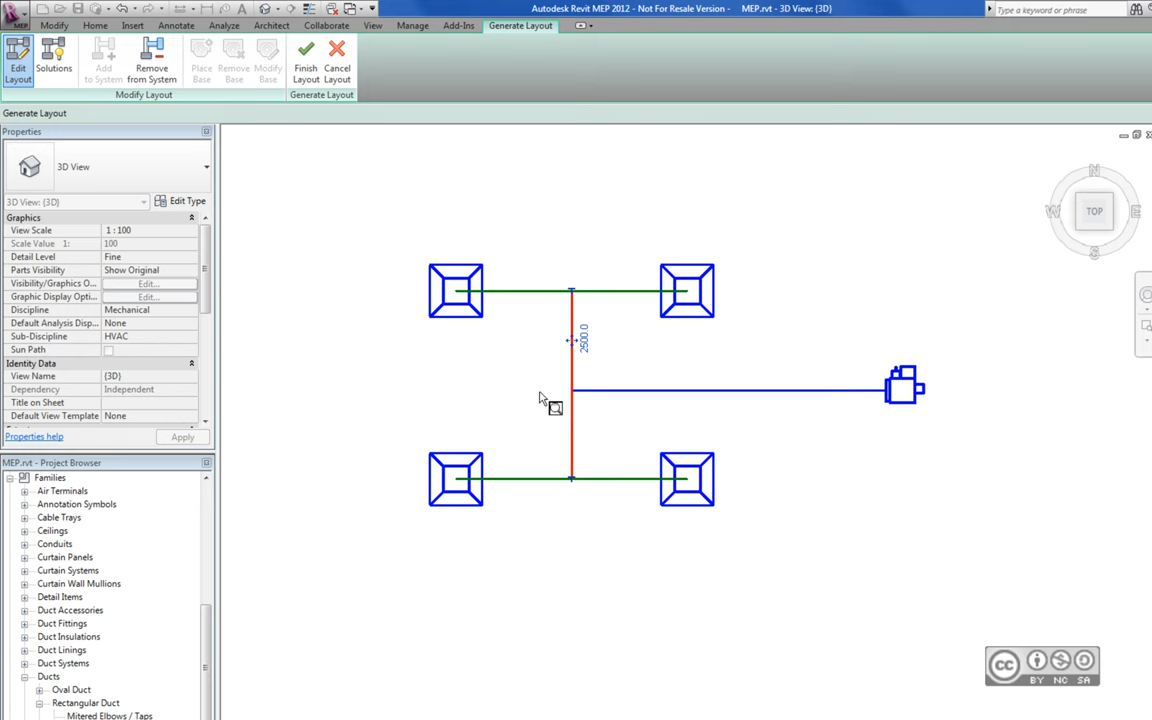 Autodesk Revit MEP 2012 - Not For Resale Version - MEP.rvt - 3D View: {3D}
Type a keyword or phrase
MEP
Modify Home Insert Annotate Analyze Architect Collaborate View Manage Add-Ins Generate Layout
Edit Layout
Solutions
Add to System
Remove from System
Place Base
Remove Base
Modify Base
Finish Layout
Cancel Layout
Modify Layout
Generate Layout
Generate Layout
Properties
3D View
3D View: {3D}
Edit Type
Graphics
View Scale 1 : 100
Scale Value 1: 100
Detail Level Fine
Parts Visibility Show Original
Visibility/Graphics O... Edit...
Graphic Display Opti... Edit...
Discipline Mechanical
Default Analysis Disp... None
Sub-Discipline HVAC
Sun Path
Identity Data
View Name {3D}
Dependency Independent
Title on Sheet
Default View Template None
Properties help
Apply
MEP.rvt - Project Browser
Families
Air Terminals
Annotation Symbols
Cable Trays
Ceilings
Conduits
Curtain Panels
Curtain Systems
Curtain Wall Mullions
Detail Items
Duct Accessories
Duct Fittings
Duct Insulations
Duct Linings
Duct Systems
Ducts
Oval Duct
Rectangular Duct
Mitered Elbows / Taps
2500.0
N
W
TOP
E
S
cc
BY NC SA